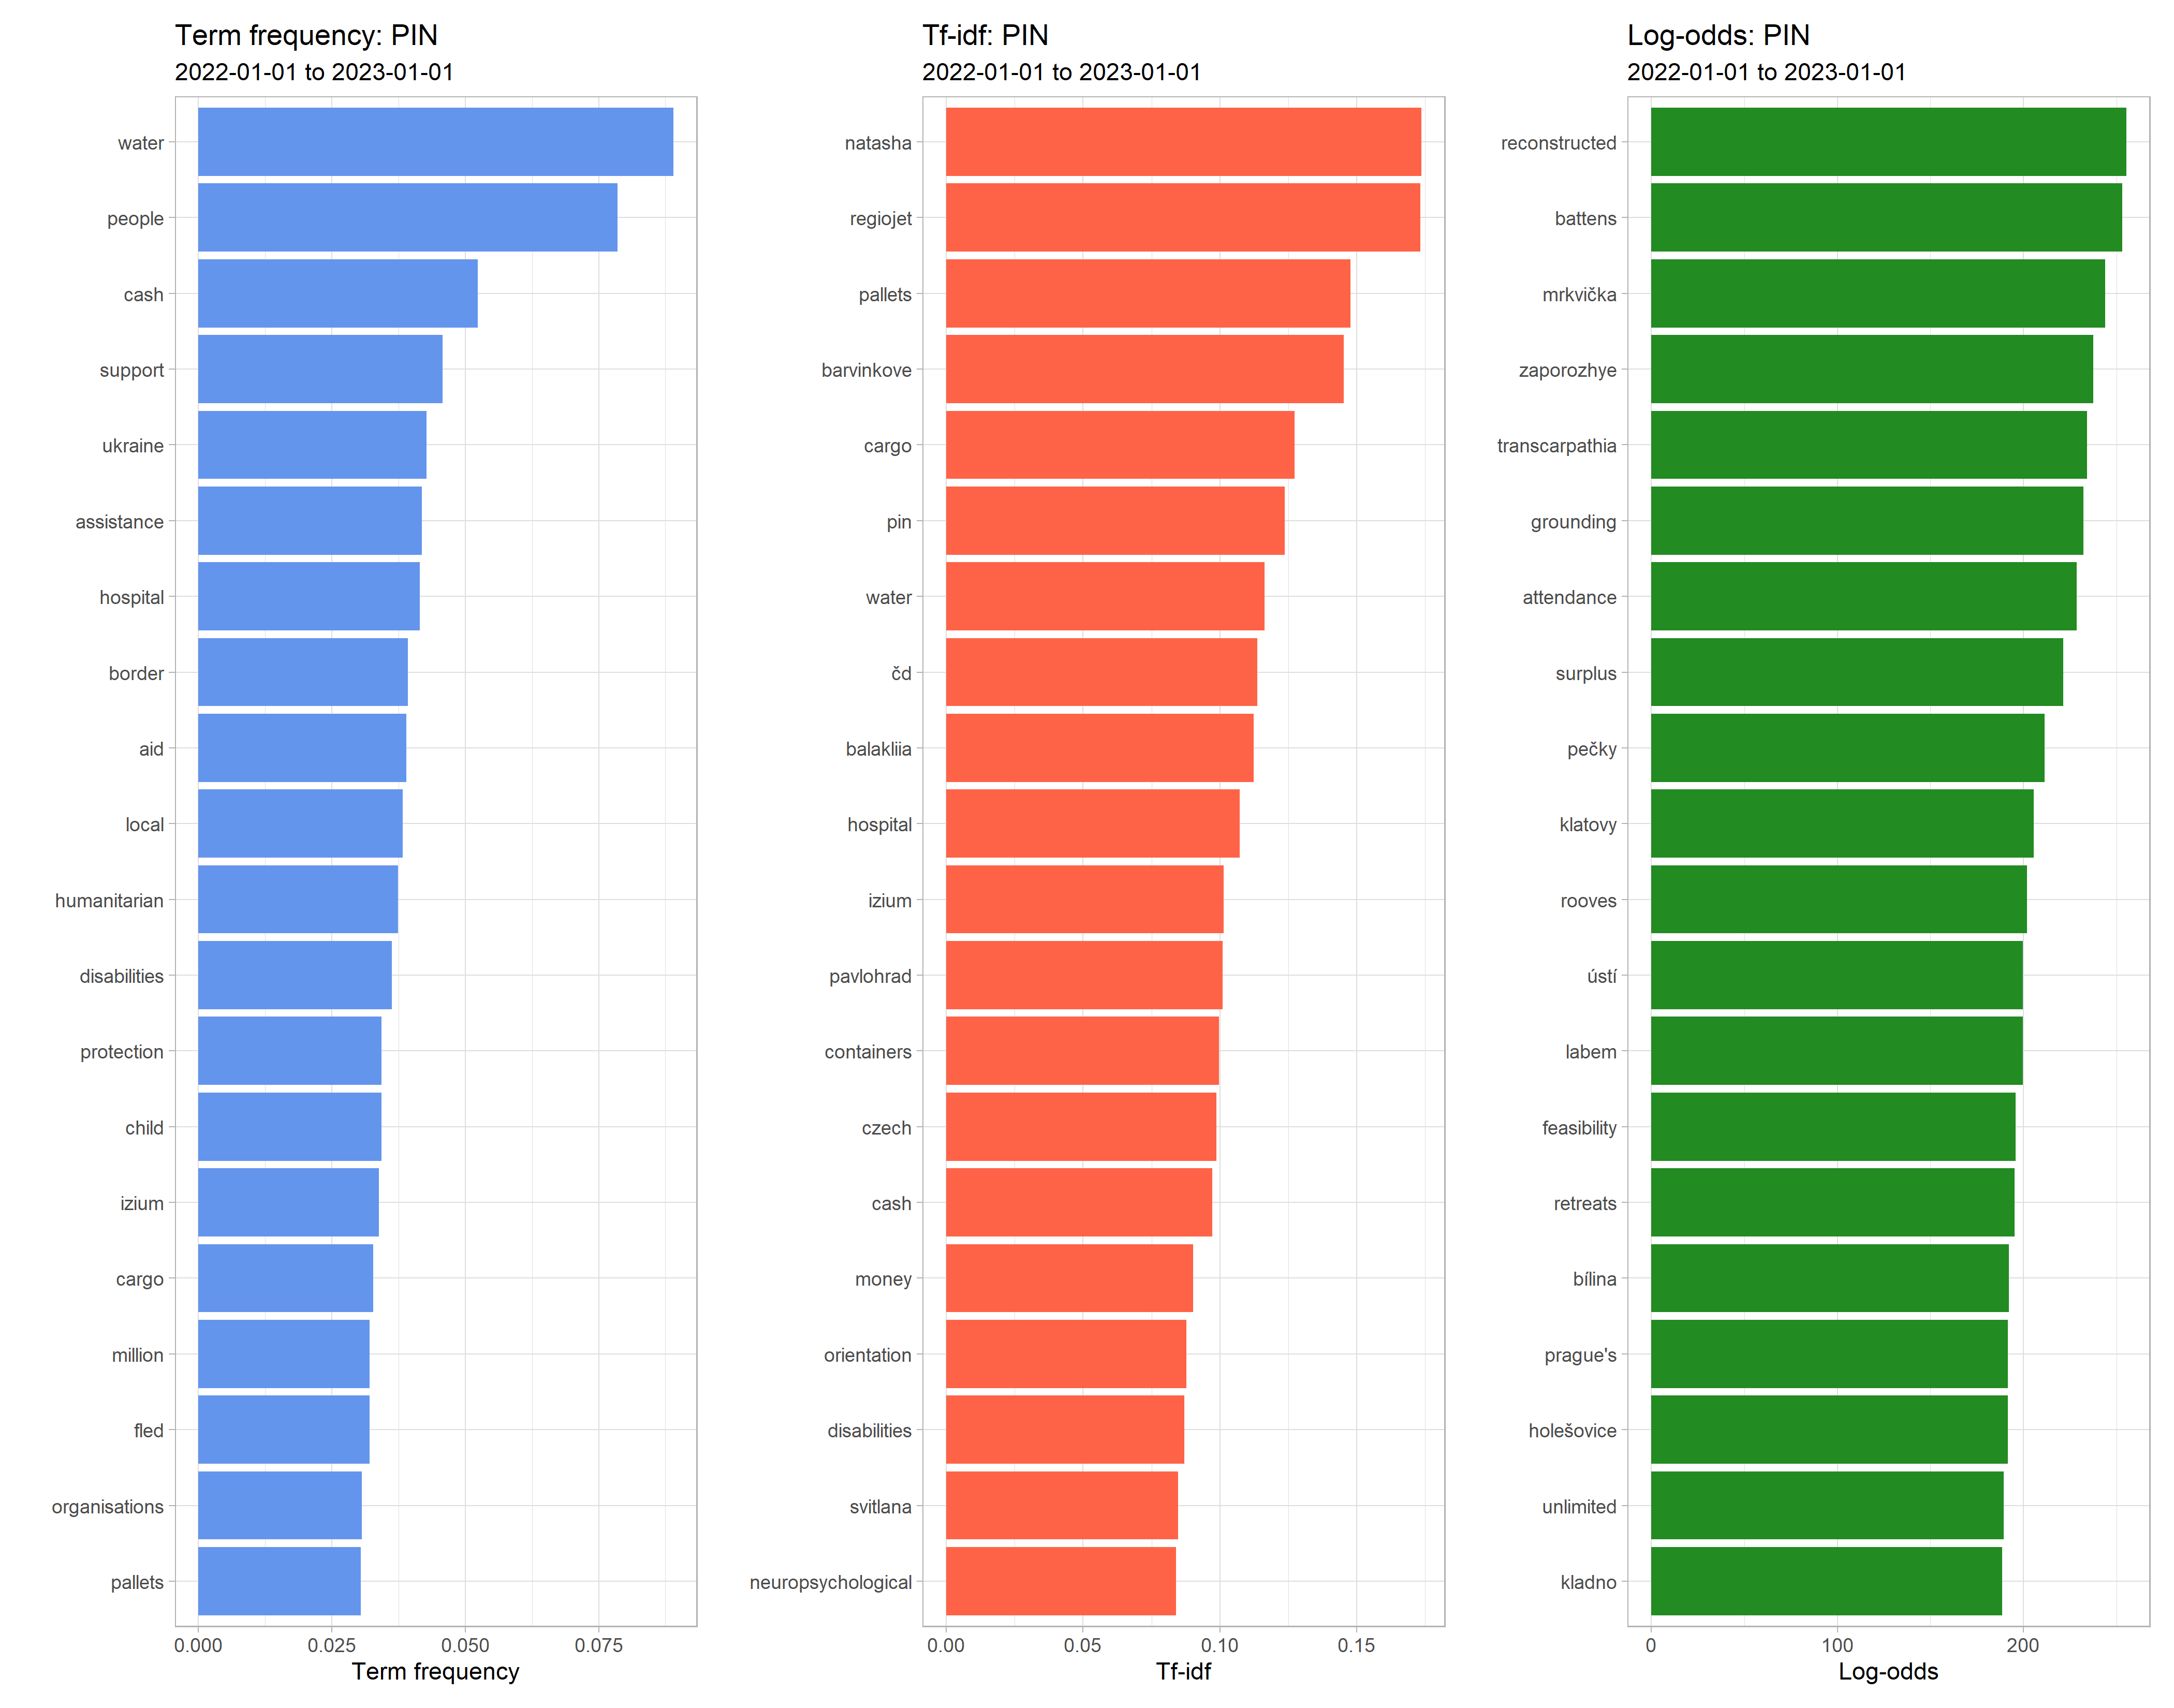 Term frequency: PIN
2022-01-01 to 2023-01-01
water
people
cash
support
ukraine
assistance
hospital
border
aid
local
humanitarian
disabilities
protection
child
izium
cargo
million
fled
organisations
pallets
0.000 0.025 0.050 0.075
Term frequency
Tf-idf: PIN
2022-01-01 to 2023-01-01
natasha
regiojet
pallets
barvinkove
cargo
pin
water
čd
balakliia
hospital
izium
pavlohrad
containers
czech
cash
money
orientation
disabilities
svitlana
neuropsychological
0.00 0.05 0.10 0.15
Tf-idf
Log-odds: PIN
2022-01-01 to 2023-01-01
reconstructed
battens
mrkvička
zaporozhye
transcarpathia
grounding
attendance
surplus
pečky
klatovy
rooves
ústí
labem
feasibility
retreats
bílina
prague's
holešovice
unlimited
kladno
0 100 200
Log-odds